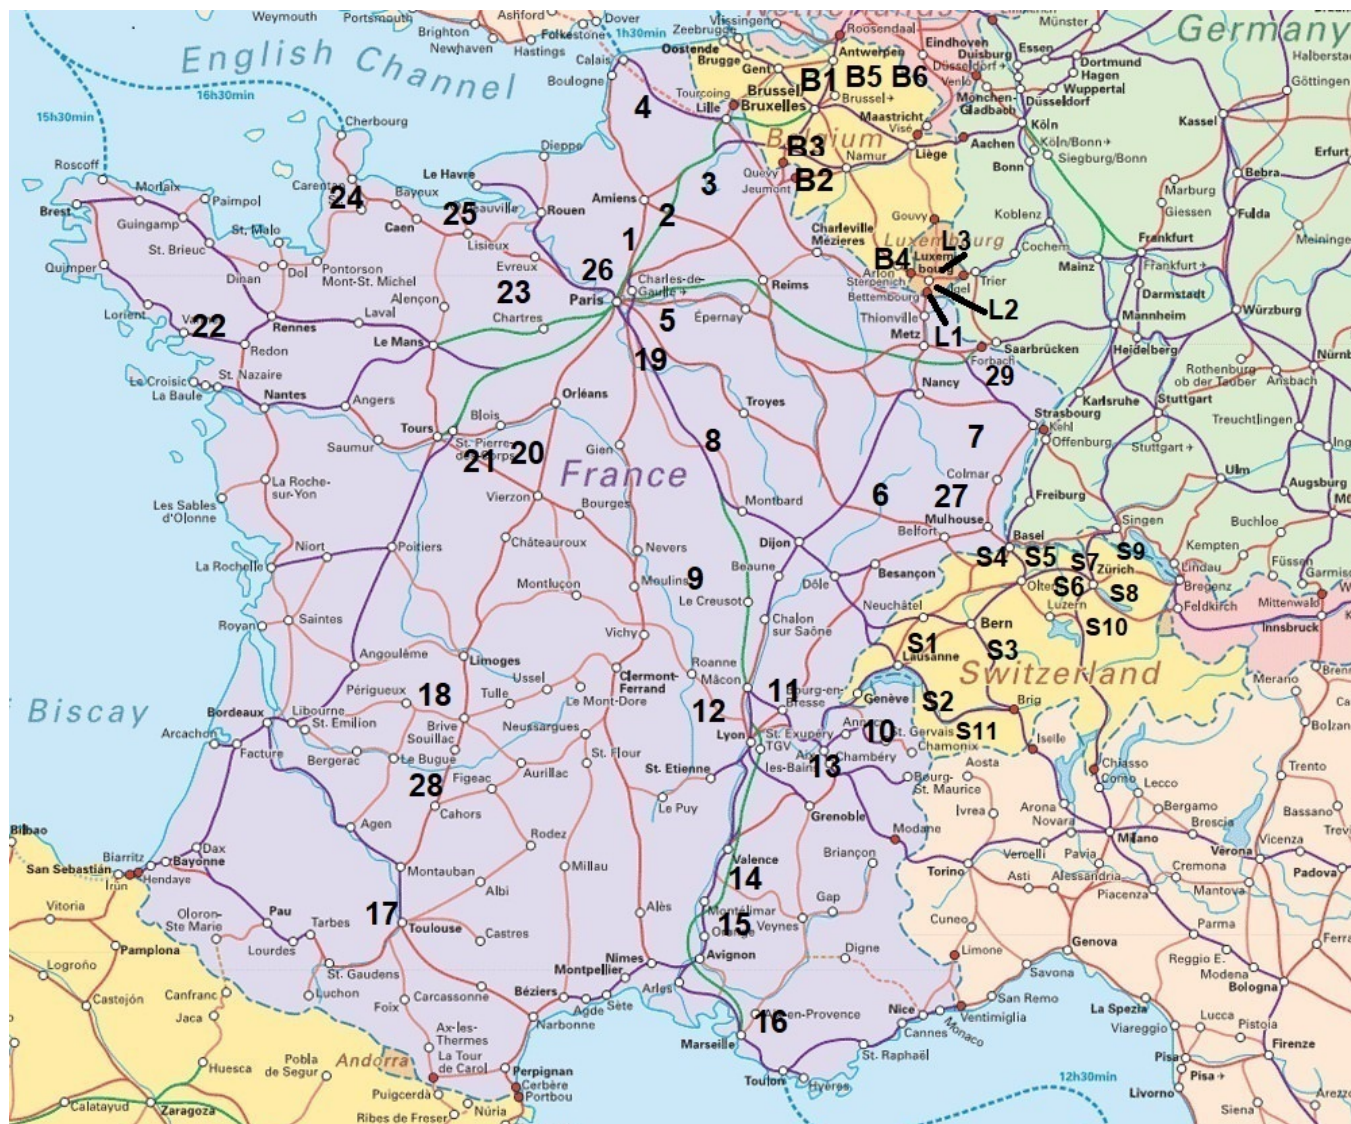 Weymouth
Portsmouth
Brighton
Newhaven
Ashford
Hastings
Folkestone
Dover
1h30min
Vlissingen
Zeebrugge
Roosendaal
Germany
English Channel
16h30min
15h30min
Calais
Boulogne
Oostende
Brugge
Gent
Antwerpen
Eindhoven
Duisburg
Düsseldorf
Venlo
Essen
Münster
Dortmund
Hagen
Wuppertal
Düsseldorf
Mönchen-
Gladbach
Halberstad
Göttingen
Kassel
Tourcoing
Lille
4
Brussel
Bruxelles
B1
B5
B6
Brussel
Maastricht
Visé
Liège
Aachen
Köln
Köln/Bonn
Siegburg/Bonn
Bonn
Erfurt
Bebra
Belgium
B3
B2
Quévy
Jeumont
Namur
Marburg
Giessen
Fulda
Koblenz
Cochem
Meiningen
Cherbourg
Dieppe
Le Havre
Rouen
Roscoff
Morlaix
Brest
Guingamp
Paimpol
St. Brieuc
St. Malo
Quimper
Dinan
Dol
Pontorson
Mont-St. Michel
Carentan
24
Bayeux
Caen
25
Lisieux
Evreux
Amiens
3
2
1
26
23
Charleville
Mézieres
Gouvy
Luxembourg
Luxem-
bourg
L3
L2
L1
B4
Arlon
Sterpenich
Bettembourg
Trier
Thionville
Metz
Frankfurt
Frankfurt
Mainz
Darmstadt
Mannheim
Heidelberg
Würzburg
Charles-de-
Gaulle
Paris
Reims
Épernay
5
19
Chartres
Alençon
Laval
Le Mans
Lorient
22
Rennes
Redon
Le Croisic
La Baule
St. Nazaire
Nantes
Angers
Saarbrücken
Forbach
29
Nancy
Strasbourg
Kehl
Offenburg
Karlsruhe
Stuttgart
Stuttgart
Rothenburg
ob der Tauber
Ansbach
Treuchtlingen
Ulm
Augsburg
Orléans
Blois
Tours
St. Pierre-
des-Corps
21
20
Saumur
Gien
Troyes
8
7
Colmar
Freiburg
France
Vierzon
Bourges
Montbard
6
27
Mulhouse
Belfort
Basel
Singen
Buchloe
Kempten
Lindau
Füssen
Garmisch
Bregenz
Feldkirch
Mittenwald
Innsbruck
La Roche-
sur-Yon
Les Sables
d'Olonne
Niort
La Rochelle
Poitiers
Châteauroux
Nevers
Montluçon
Moulins
9
Beaune
Le Creusot
Dijon
Dôle
Besançon
Neuchâtel
Chalon
sur Saône
S4
S5
S7
S9
Zürich
Olten
S6
S8
Luzern
S10
Bern
S1
S3
Lausanne
Switzerland
S2
S11
Brig
Iselle
Royan
Saintes
Angoulême
Limoges
Vichy
Roanne
Mâcon
Clermont-
Ferrand
Ussel
Le Mont-Dore
Tulle
Périgueux
18
Brive
Souillac
Neussargues
St. Flour
11
Bourg-en-
Bresse
12
Genève
10
St. Gervais
Chamonix
Lyon
St. Exupéry
TGV
13
Chambéry
Bourg-
St. Maurice
Biscay
Bordeaux
Arcachon
Facture
Libourne
St. Emilion
Bergerac
Le Bugue
28
Figeac
Cahors
Aurillac
St. Etienne
Le Puy
Grenoble
Modane
Briançon
Aosta
Ivrea
Chiasso
Como
Lecco
Bergamo
Brescia
Arona
Novara
Milano
Vercelli
Pavia
Torino
Asti
Alessandria
Piacenza
Cremona
Mantova
Verona
Vicenza
Padova
Bassano
Trento
Bolzano
Merano
Agen
Rodez
Montauban
Albi
Millau
Valence
14
Montélimar
15
Orange
Veynes
Gap
Digne
Cuneo
Limone
Genova
Savona
San Remo
Ventimiglia
Parma
Reggio E.
Modena
Bologna
Bilbao
San Sebastián
Irún
Biarritz
Hendaye
Bayonne
Dax
Oloron-
Ste Marie
Pau
Lourdes
Tarbes
17
Toulouse
Castres
St. Gaudens
Luchon
Foix
Carcassonne
Alès
Nîmes
Montpellier
Avignon
Arles
Béziers
Agde
Sète
Narbonne
16
Marseille
Toulon
Hyères
St. Raphaël
Cannes
Nice
Monaco
12h30min
Vitoria
Pamplona
Logroño
Castejón
Canfranc
Jaca
Huesca
Pobla
de Segur
Calatayud
Zaragoza
Andorra
Ax-les-
Thermes
La Tour
de Carol
Puigcerdá
Ribes de Freser
Núria
Perpignan
Cerbère
Portbou
La Spezia
Viareggio
Lucca
Pistoia
Firenze
Pisa
Pisa
Livorno
Siena
Arezzo